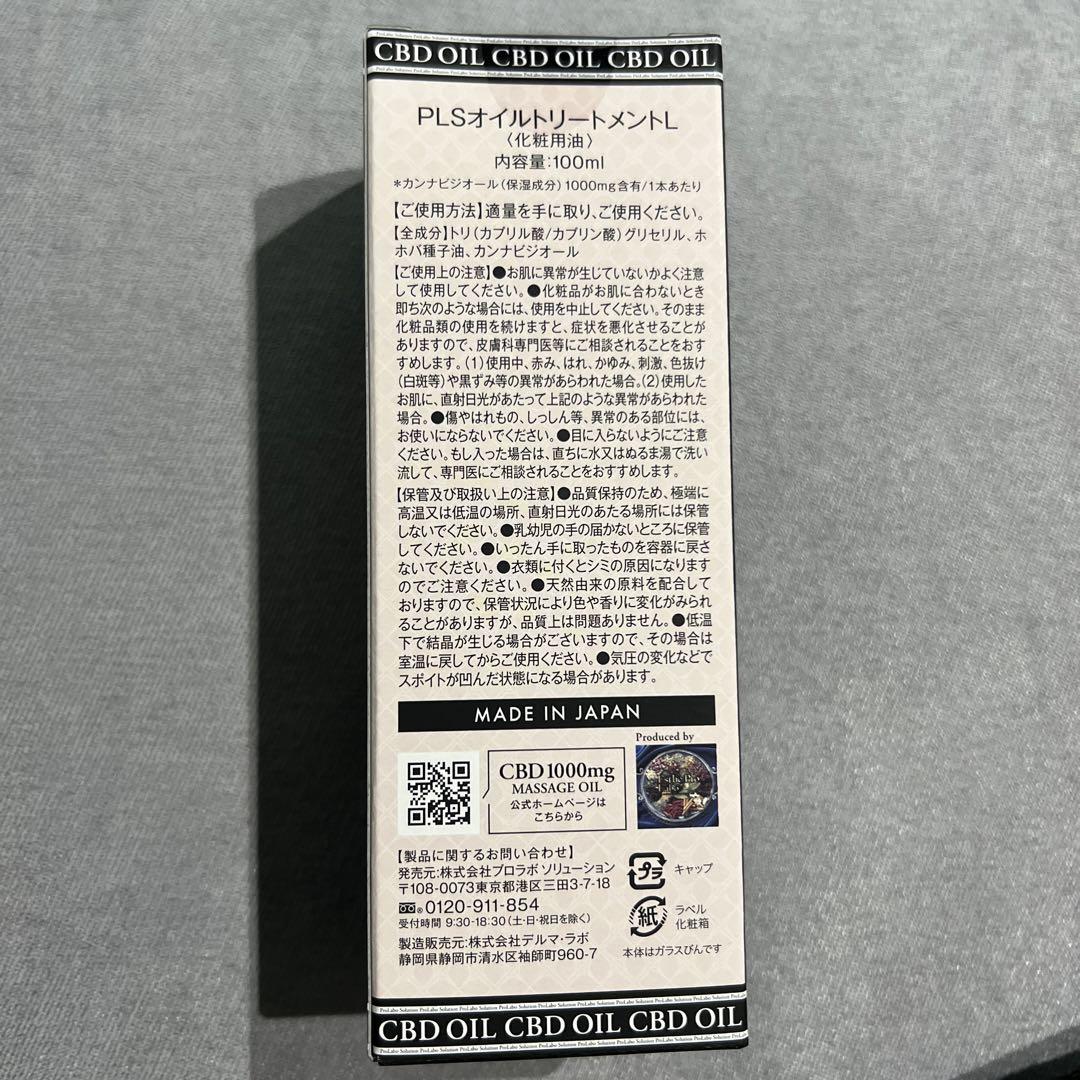 CBD OIL CBD OIL CBD OIL
PLSオイルトリートメントL
〈化粧用油〉
内容量:100ml
*カンナビジオール(保湿成分)1000mg含有/1本あたり
【ご使用方法】適量を手に取り、ご使用ください。
【全成分】トリ(カプリル酸/カプリン酸)グリセリル、ホ
ホバ種子油、カンナビジオール
【ご使用上の注意】●お肌に異常が生じていないかよく注意
して使用してください。●化粧品がお肌に合わないとき
即ち次のような場合には、使用を中止してください。そのまま
化粧品類の使用を続けますと、症状を悪化させることが
ありますので、皮膚科専門医等にご相談されることをおす
すめします。(1)使用中、赤み、はれ、かゆみ、刺激、色抜け
(白斑等)や黒ずみ等の異常があらわれた場合。(2)使用した
お肌に、直射日光があたって上記のような異常があらわれた
場合。●傷やはれもの、しっしん等、異常のある部位には、
お使いにならないでください。●目に入らないようにご注意
ください。もし入った場合は、直ちに水又はぬるま湯で洗い
流して、専門医にご相談されることをおすすめします。
【保管及び取扱い上の注意】●品質保持のため、極端に
高温又は低温の場所、直射日光のあたる場所には保管
しないでください。●乳幼児の手の届かないところに保管
してください。●いったん手に取ったものを容器に戻さ
ないでください。●衣類に付くとシミの原因になります
のでご注意ください。●天然由来の原料を配合して
おりますので、保管状況により色や香りに変化がみられ
ることがありますが、品質上は問題ありません。●低温
下で結晶が生じる場合がございますので、その場合は
室温に戻してからご使用ください。●気圧の変化などで
スポイトが凹んだ状態になる場合があります。
MADE IN JAPAN
Produced by
Esthe Pro
Labo
CBD 1000mg
MASSAGE OIL
公式ホームページは
こちらから
【製品に関するお問い合わせ】
発売元:株式会社プロラボ ソリューション
〒108-0073東京都港区三田3-7-18
0120-911-854
受付時間 9:30-18:30(土・日・祝日を除く)
製造販売元:株式会社デルマ・ラボ
静岡県静岡市清水区袖師町960-7
プラ
キャップ
紙
ラベル
化粧箱
本体はガラスびんです
ProLabo Solution ProLabo Solution ProLabo Solution
CBD OIL CBD OIL CBD OIL